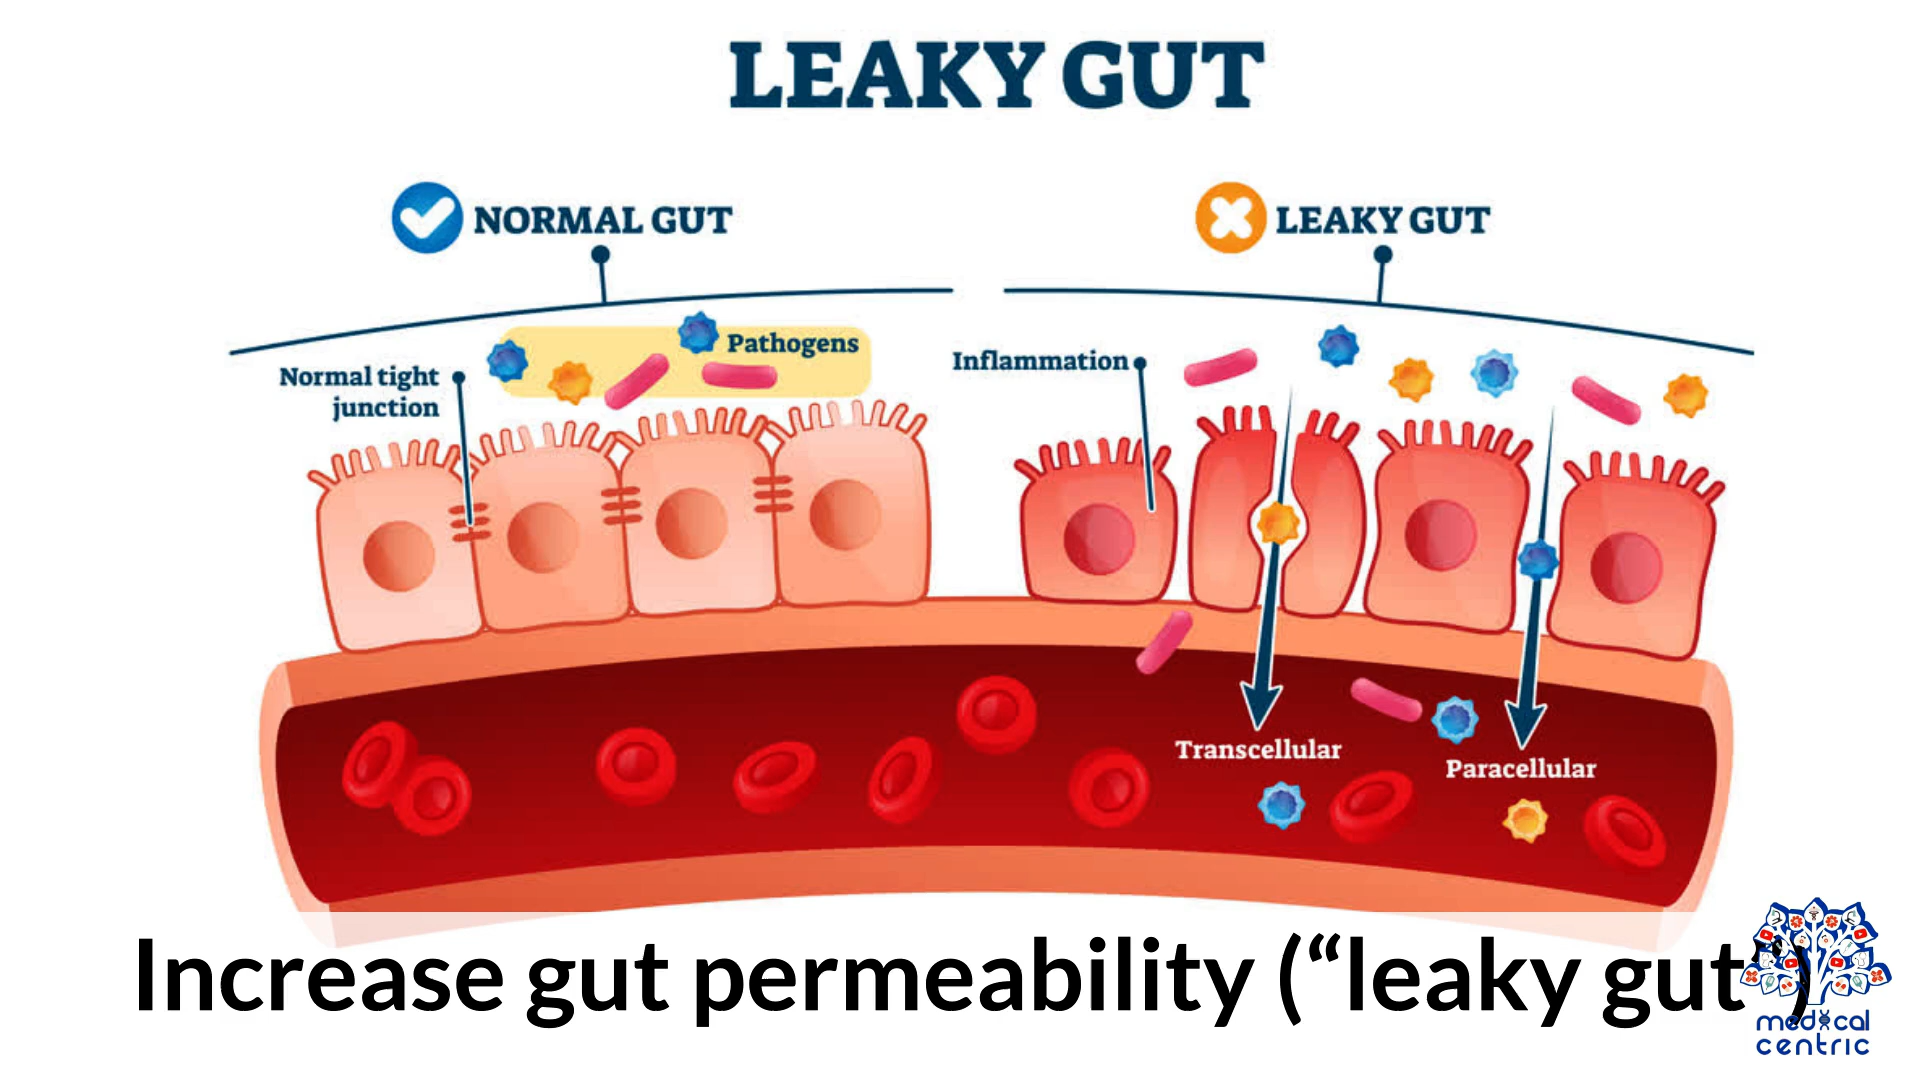 LEAKY GUT
NORMAL GUT
LEAKY GUT
Pathogens
Normal tight
junction
Inflammation
Transcellular
Paracellular
Increase gut permeability (“leaky gut”)
medical
centric